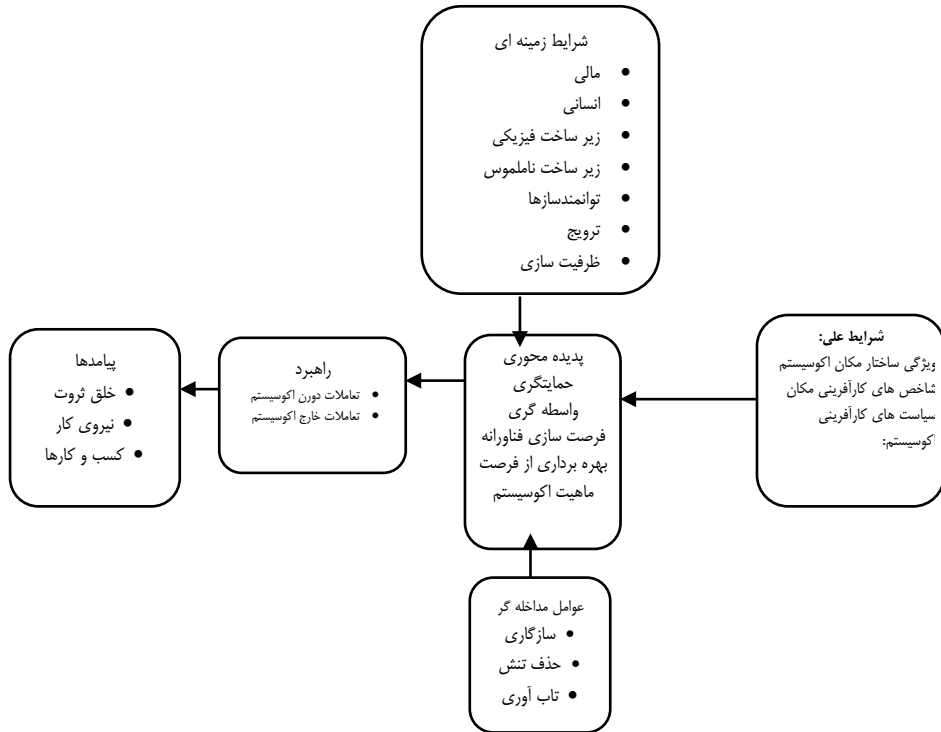 شرایط زمینه ای
• مالی
• انسانی
• زیر ساخت فیزیکی
• زیر ساخت ناملموس
• توانمندسازها
• ترویج
• ظرفیت سازی
شرایط علی:
ویژگی ساختار مکان اکوسیستم
شاخص های کارآفرینی مکان
سیاست های کارآفرینی
اکوسیستم:
پدیده محوری
حمایتگری
واسطه گری
فرصت سازی فناورانه
بهره برداری از فرصت
ماهیت اکوسیستم
راهبرد
• تعاملات دورن اکوسیستم
• تعاملات خارج اکوسیستم
پیامدها
• خلق ثروت
• نیروی کار
• کسب و کارها
عوامل مداخله گر
• سازگاری
• حذف تنش
• تاب آوری